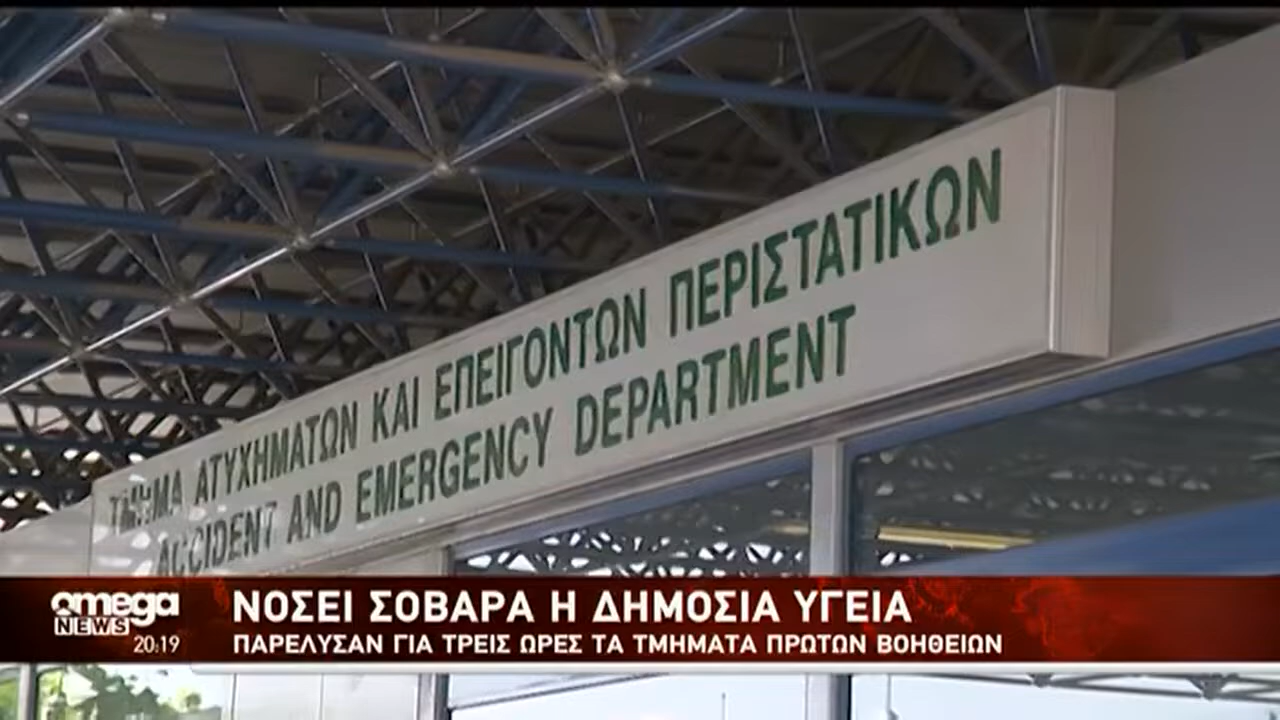 ΤΜΗΜΑ ΑΤΥΧΗΜΑΤΩΝ ΚΑΙ ΕΠΕΙΓΟΝΤΩΝ ΠΕΡΙΣΤΑΤΙΚΩΝ
ACCIDENT AND EMERGENCY DEPARTMENT
omega
NEWS
20:19
ΝΟΣΕΙ ΣΟΒΑΡΑ Η ΔΗΜΟΣΙΑ ΥΓΕΙΑ
ΠΑΡΕΛΥΣΑΝ ΓΙΑ ΤΡΕΙΣ ΩΡΕΣ ΤΑ ΤΜΗΜΑΤΑ ΠΡΩΤΩΝ ΒΟΗΘΕΙΩΝ